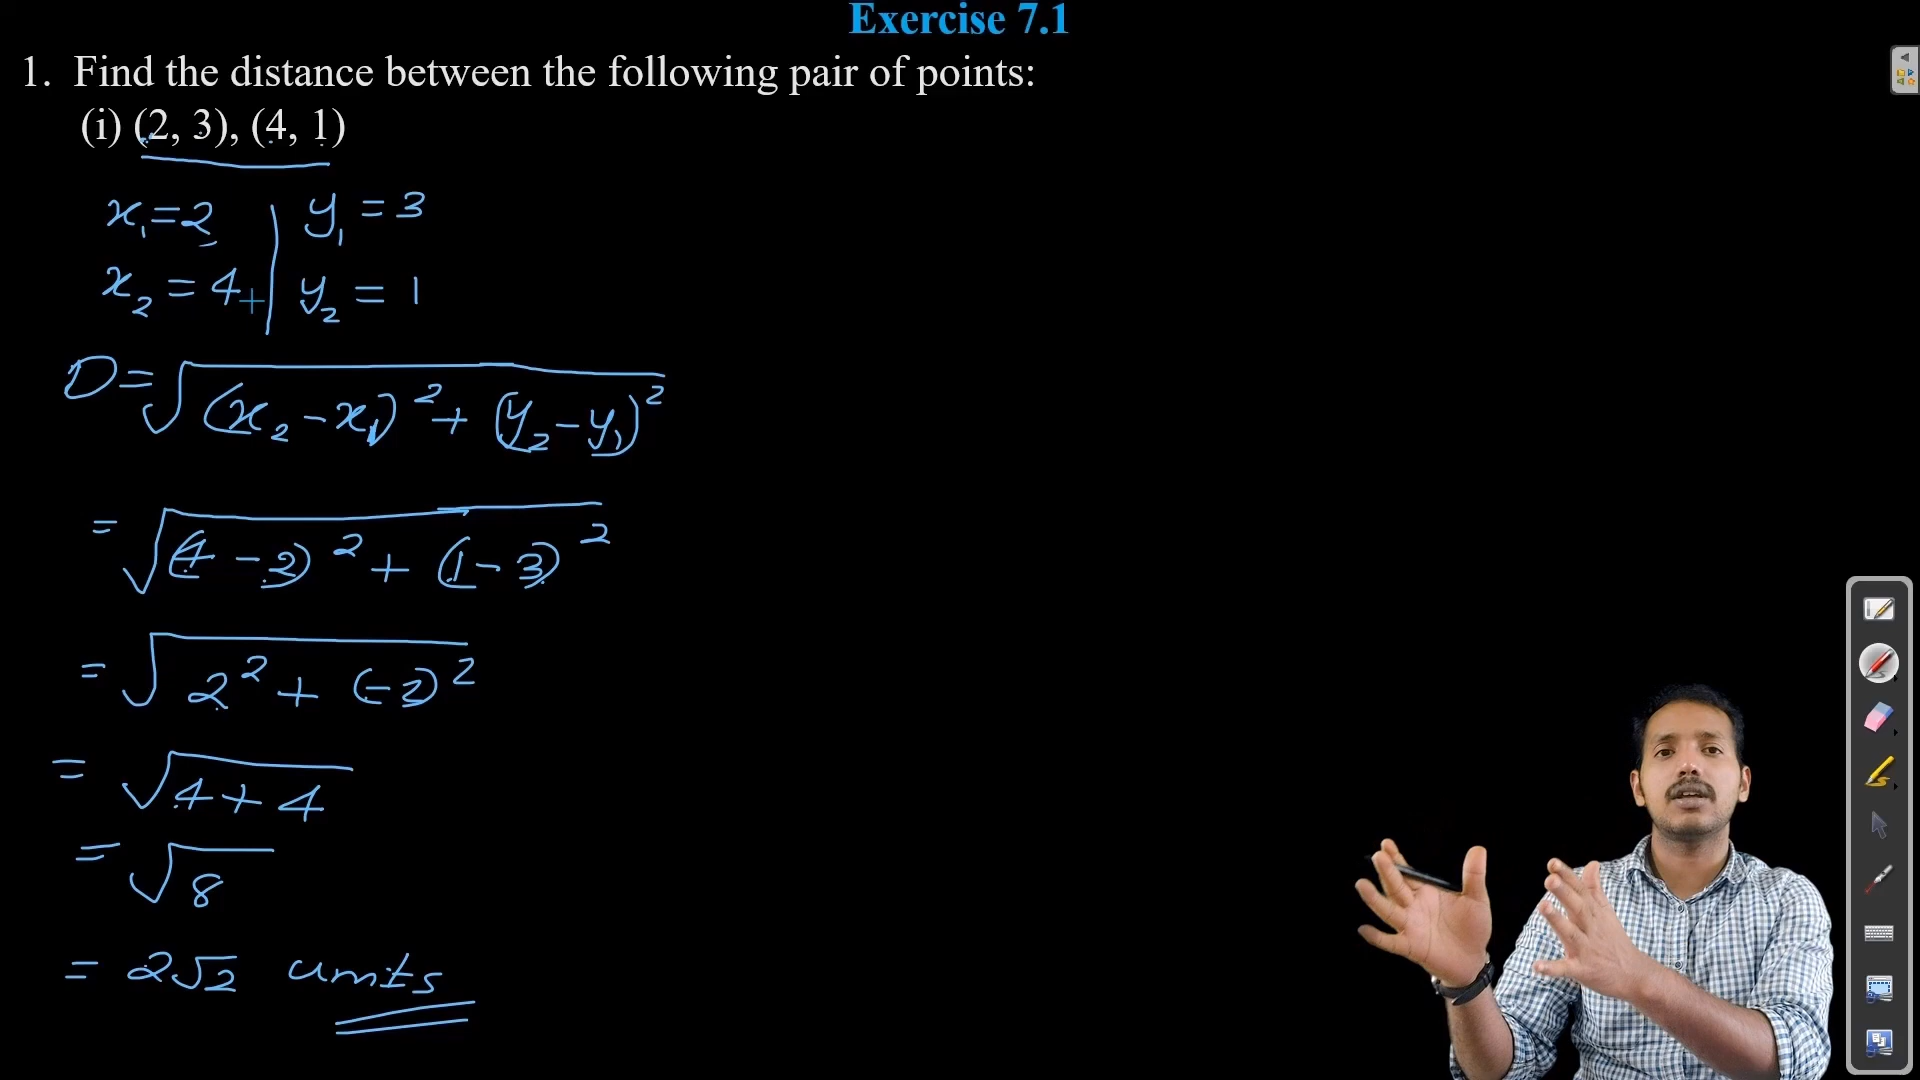 Exercise 7.1
1. Find the distance between the following pair of points:
(i) (2, 3), (4, 1)
x₁=2 | y₁ = 3
x₂ = 4 | y₂ = 1
D=√((x₂-x₁)²+(y₂-y₁)²)
= √((4-2)²+(1-3)²)
= √(2²+(-2)²)
= √(4+4)
= √8
= 2√2 units